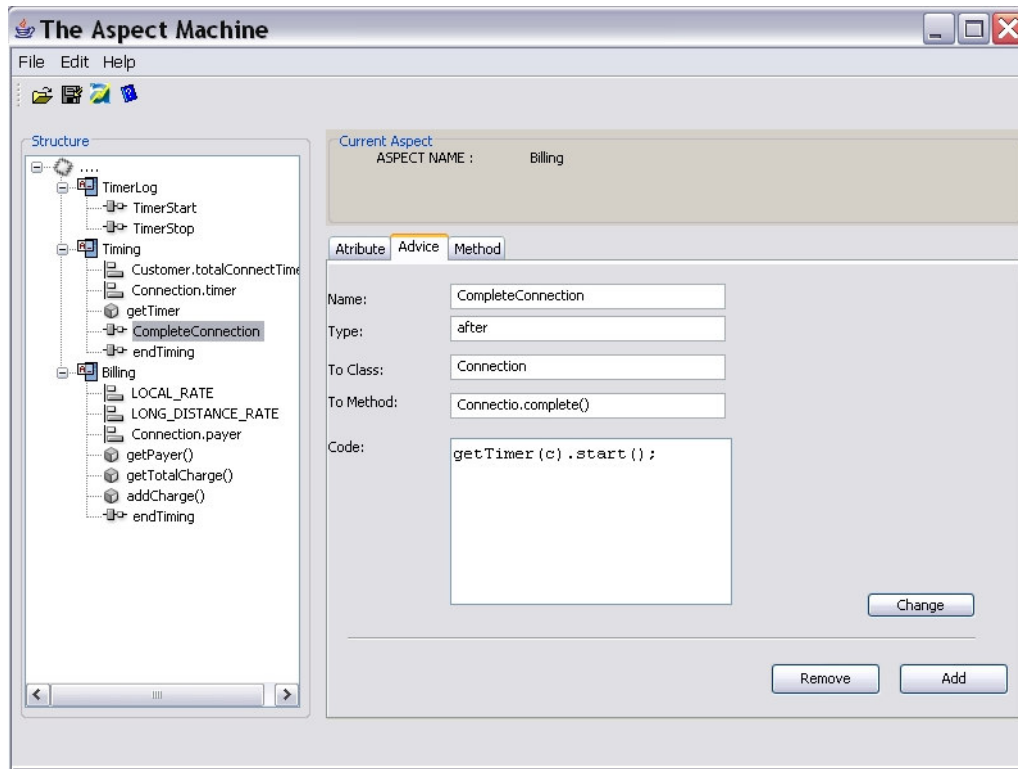 The Aspect Machine
File Edit Help
Structure
....
TimerLog
TimerStart
TimerStop
Timing
Customer.totalConnectTime
Connection.timer
getTimer
CompleteConnection
endTiming
Billing
LOCAL_RATE
LONG_DISTANCE_RATE
Connection.payer
getPayer()
getTotalCharge()
addCharge()
endTiming
Current Aspect
ASPECT NAME : Billing
Atribute Advice Method
Name: CompleteConnection
Type: after
To Class: Connection
To Method: Connectio.complete()
Code: getTimer(c).start();
Change
Remove Add